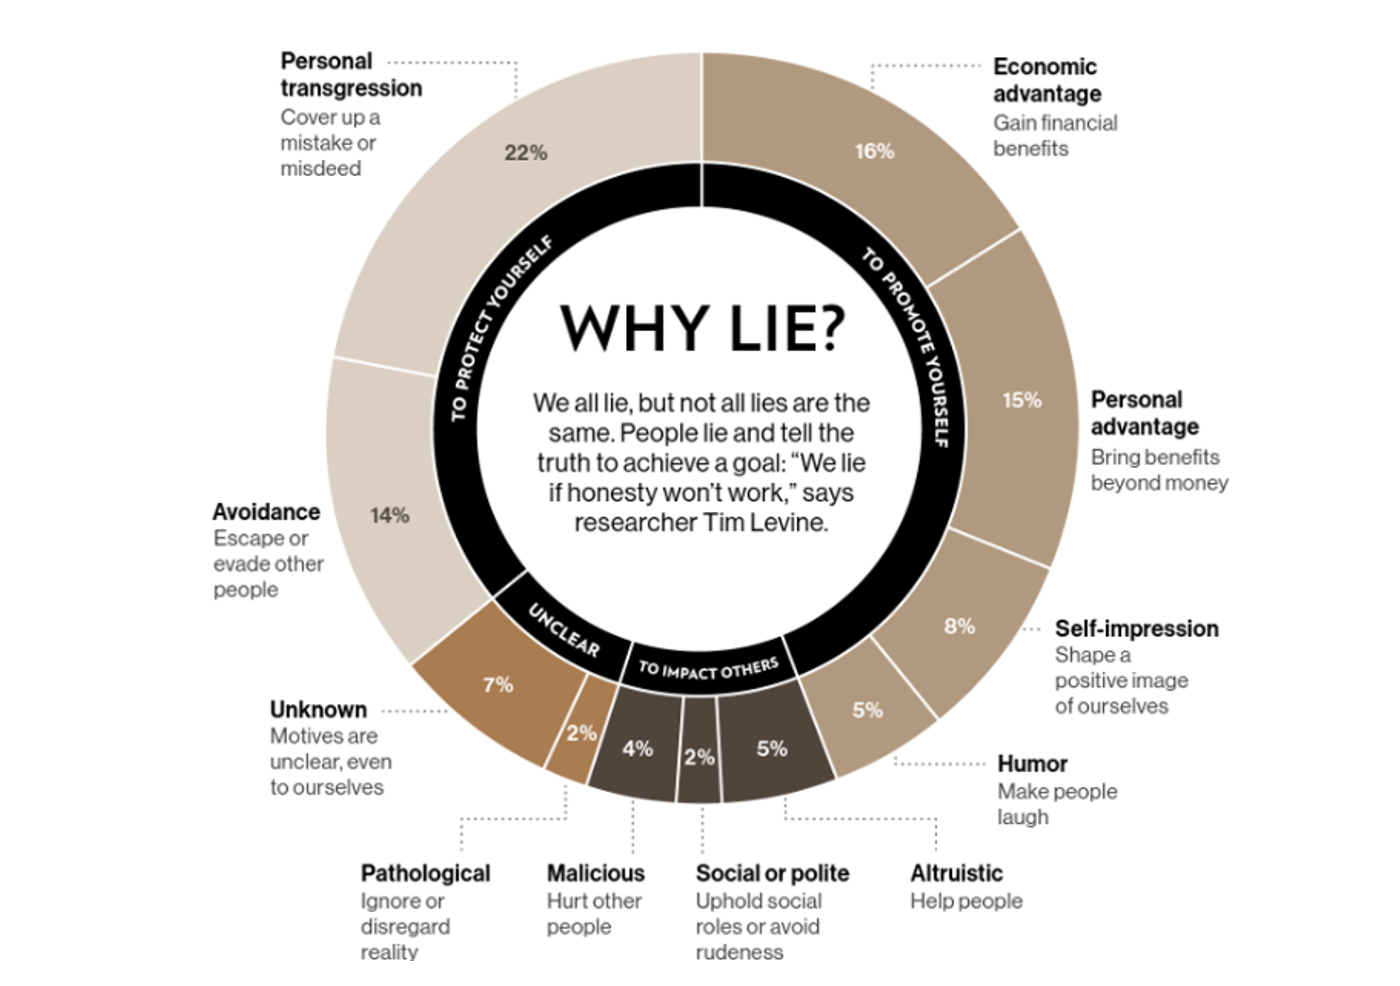 WHY LIE?
We all lie, but not all lies are the
same. People lie and tell the
truth to achieve a goal: “We lie
if honesty won’t work,” says
researcher Tim Levine.
TO PROMOTE YOURSELF
16%
Economic
advantage
Gain financial
benefits
15%
Personal
advantage
Bring benefits
beyond money
8%
Self-impression
Shape a
positive image
of ourselves
5%
Humor
Make people
laugh
TO IMPACT OTHERS
5%
Altruistic
Help people
2%
Social or polite
Uphold social
roles or avoid
rudeness
4%
Malicious
Hurt other
people
UNCLEAR
2%
Pathological
Ignore or
disregard
reality
7%
Unknown
Motives are
unclear, even
to ourselves
TO PROTECT YOURSELF
14%
Avoidance
Escape or
evade other
people
22%
Personal
transgression
Cover up a
mistake or
misdeed